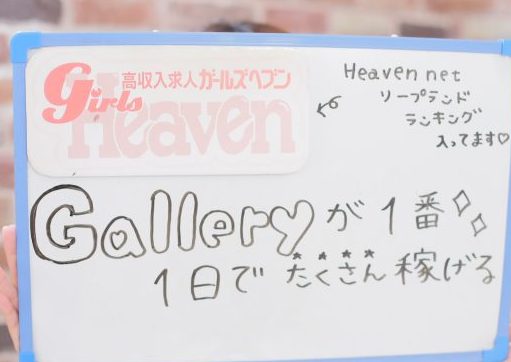 高収入求人ガールズヘブン
Girls
Heaven
Heaven net
ソープランド
ランキング
入ってます♡
Galleryが1番
1日でたくさん稼げる